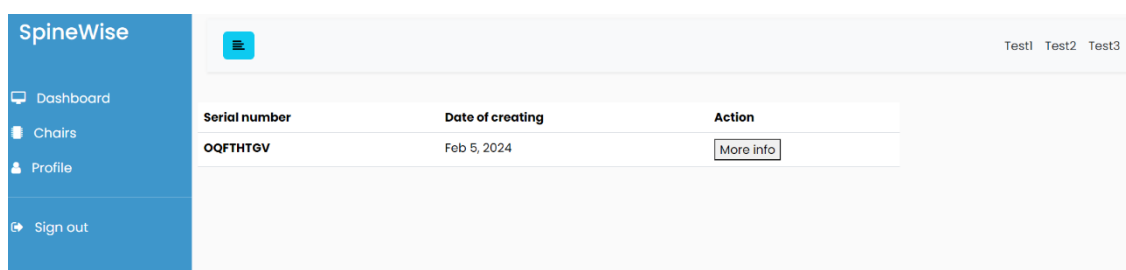 SpineWise
Test1 Test2 Test3
Dashboard
Chairs
Profile
Sign out
Serial number Date of creating Action
OQFTHTGV Feb 5, 2024 More info